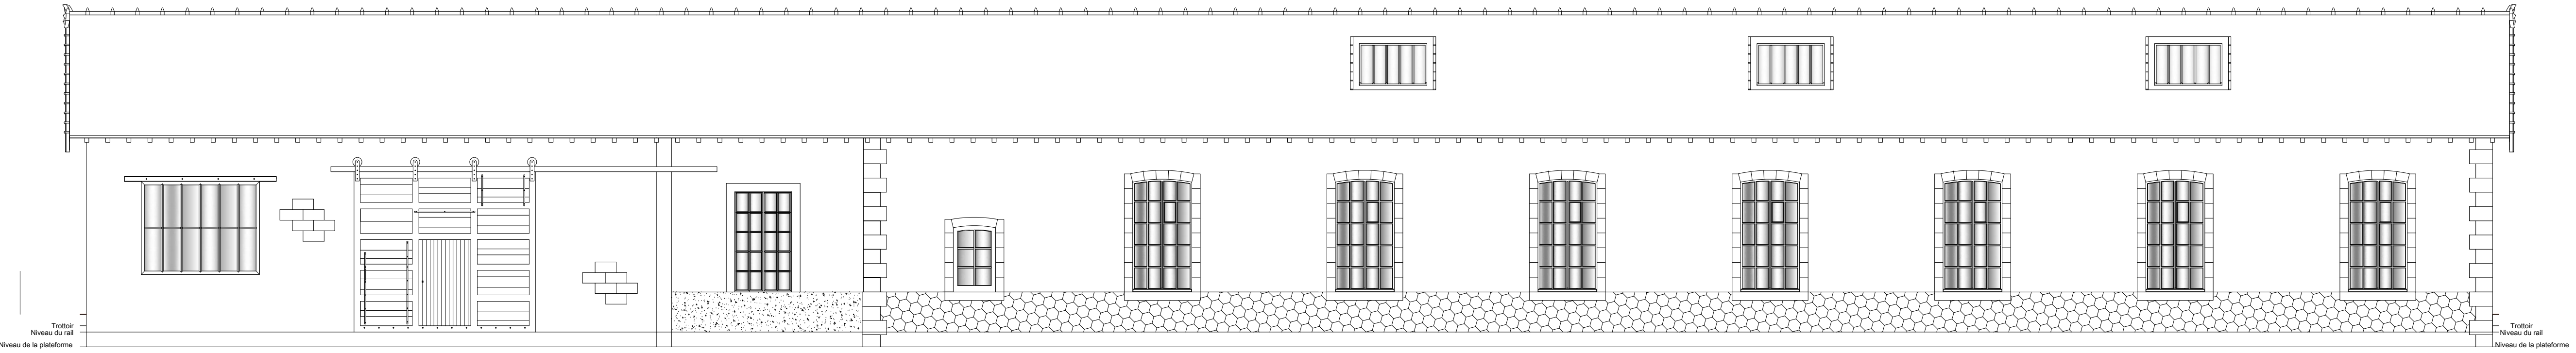 Trottoir
Niveau du rail
Niveau de la plateforme
Trottoir
Niveau du rail
Niveau de la plateforme